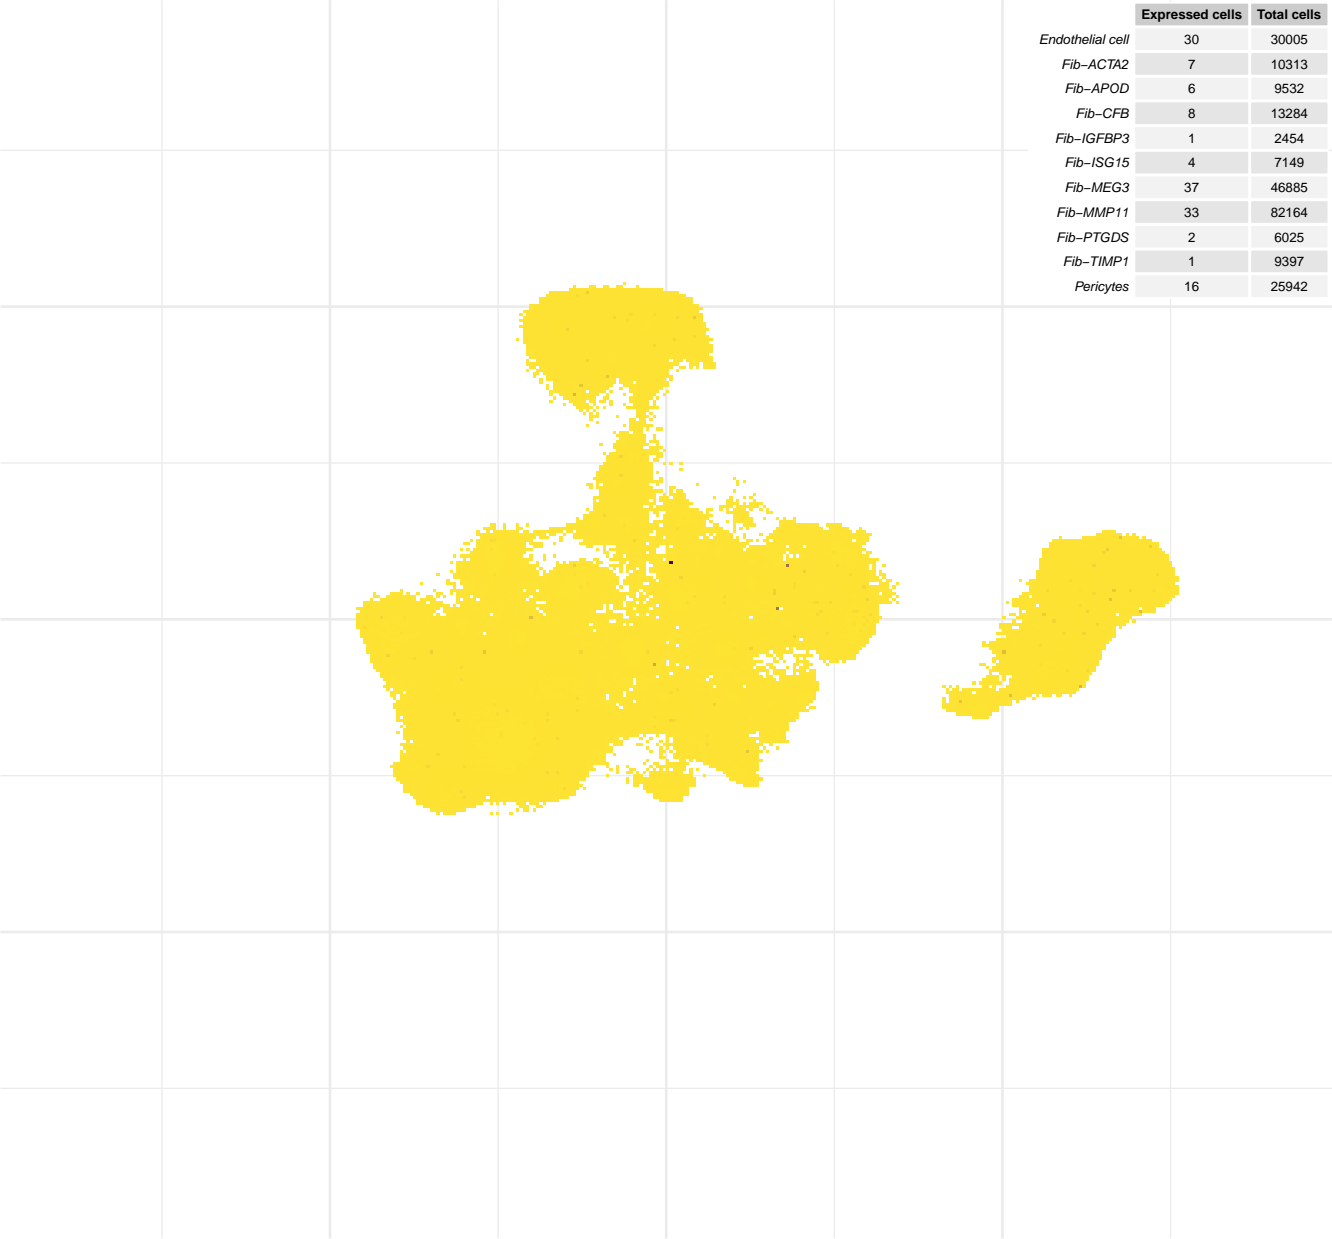 Expressed cells Total cells
Endothelial cell 30 30005
Fib−ACTA2 7 10313
Fib−APOD 6 9532
Fib−CFB 8 13284
Fib−IGFBP3 1 2454
Fib−ISG15 4 7149
Fib−MEG3 37 46885
Fib−MMP11 33 82164
Fib−PTGDS 2 6025
Fib−TIMP1 1 9397
Pericytes 16 25942